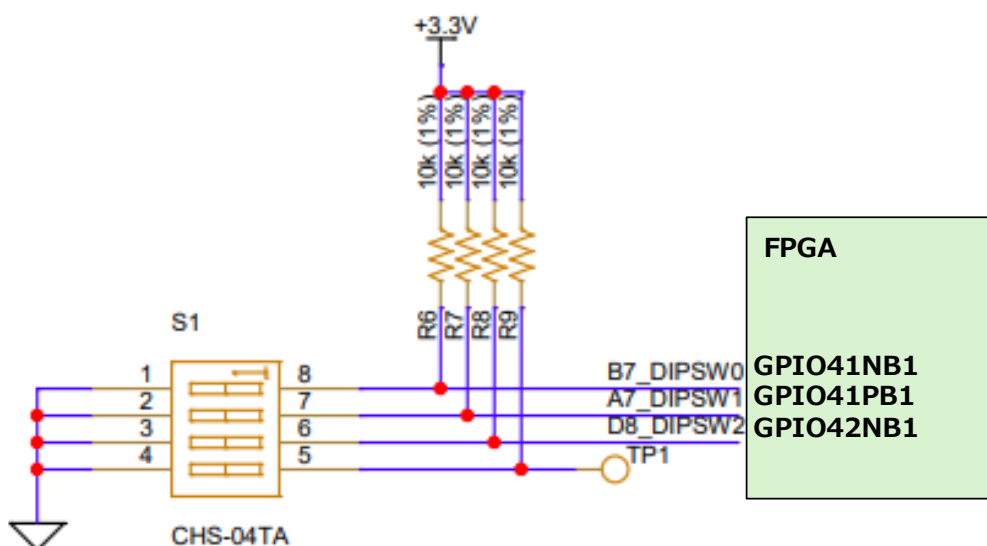 +3.3V
10k (1%)
10k (1%)
10k (1%)
10k (1%)
FPGA
R6
R7
R8
R9
S1
1
8
B7_DIPSW0
GPIO41NB1
2
7
A7_DIPSW1
GPIO41PB1
3
6
D8_DIPSW2
GPIO42NB1
4
5
TP1
CHS-04TA